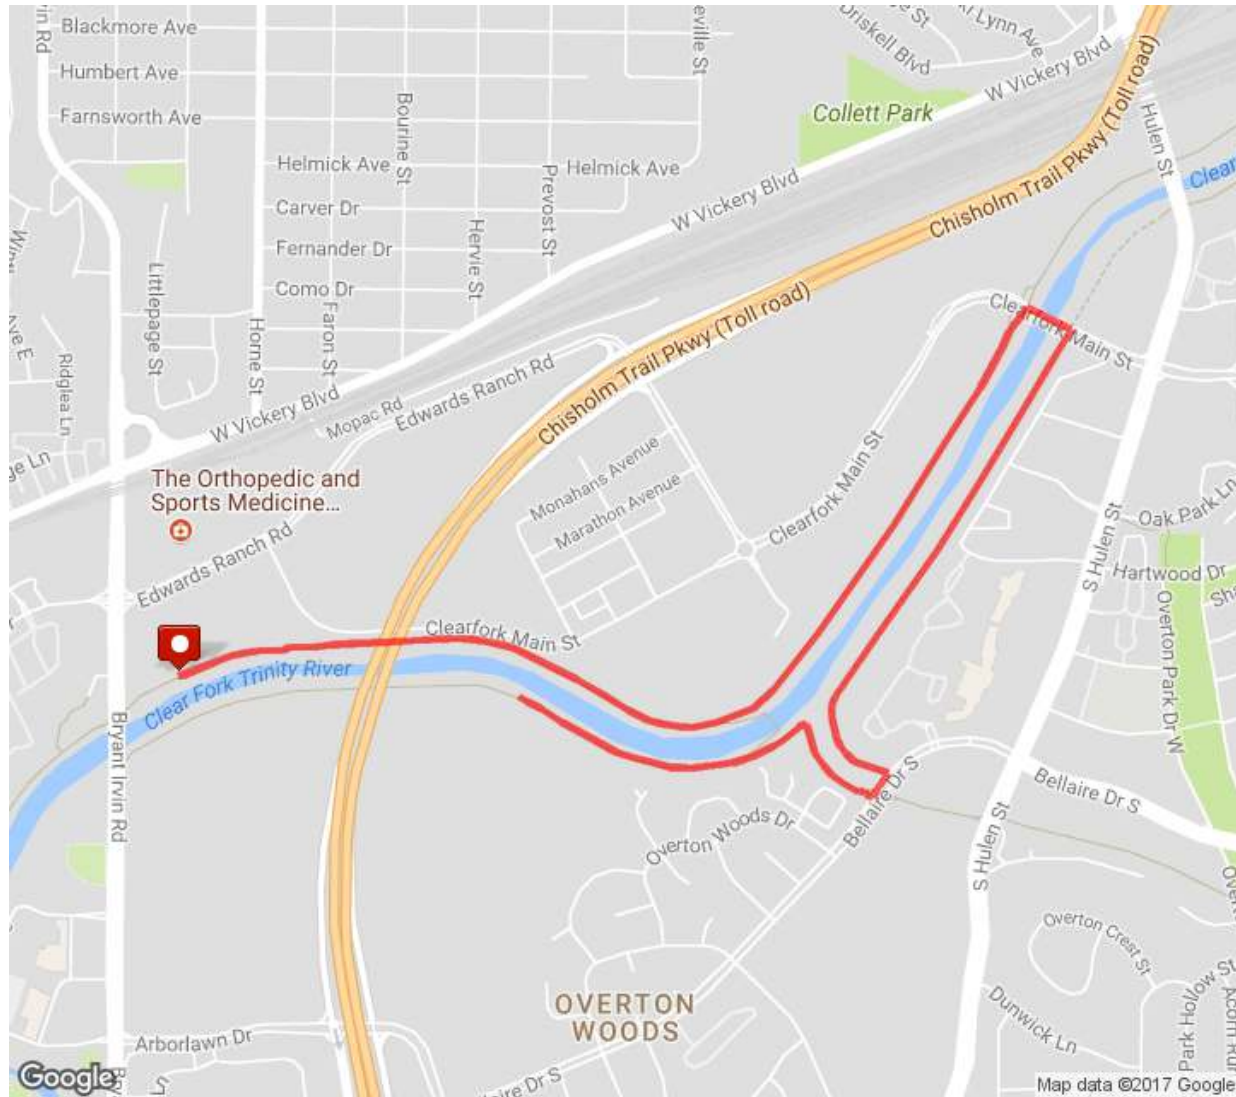 Blackmore Ave
Humbert Ave
Farnsworth Ave
Bourine St
Driskell Blvd
W Vickery Blvd
Collett Park
Hulen St
Clear
Helmick Ave
Helmick Ave
Prevost St
Carver Dr
W Vickery Blvd
Chisholm Trail Pkwy (Toll road)
Fernander Dr
Hervie St
Littlepage St
Como Dr
Faron St
Horne St
Ave E
Ridglea Ln
Clearfork Main St
Chisholm Trail Pkwy (Toll road)
Edwards Ranch Rd
Mopac Rd
W Vickery Blvd
The Orthopedic and
Sports Medicine...
Monahans Avenue
Marathon Avenue
Clearfork Main St
Oak Park Ln
S Hulen St
Hartwood Dr
Edwards Ranch Rd
Overton Park Dr W
Clearfork Main St
Clear Fork Trinity River
Bryant Irvin Rd
Bellaire Dr S
Bellaire Dr S
Overton Woods Dr
S Hulen St
Overton Crest St
Park Hollow St
Dunwick Ln
OVERTON
WOODS
Arborlawn Dr
Google
Map data ©2017 Google